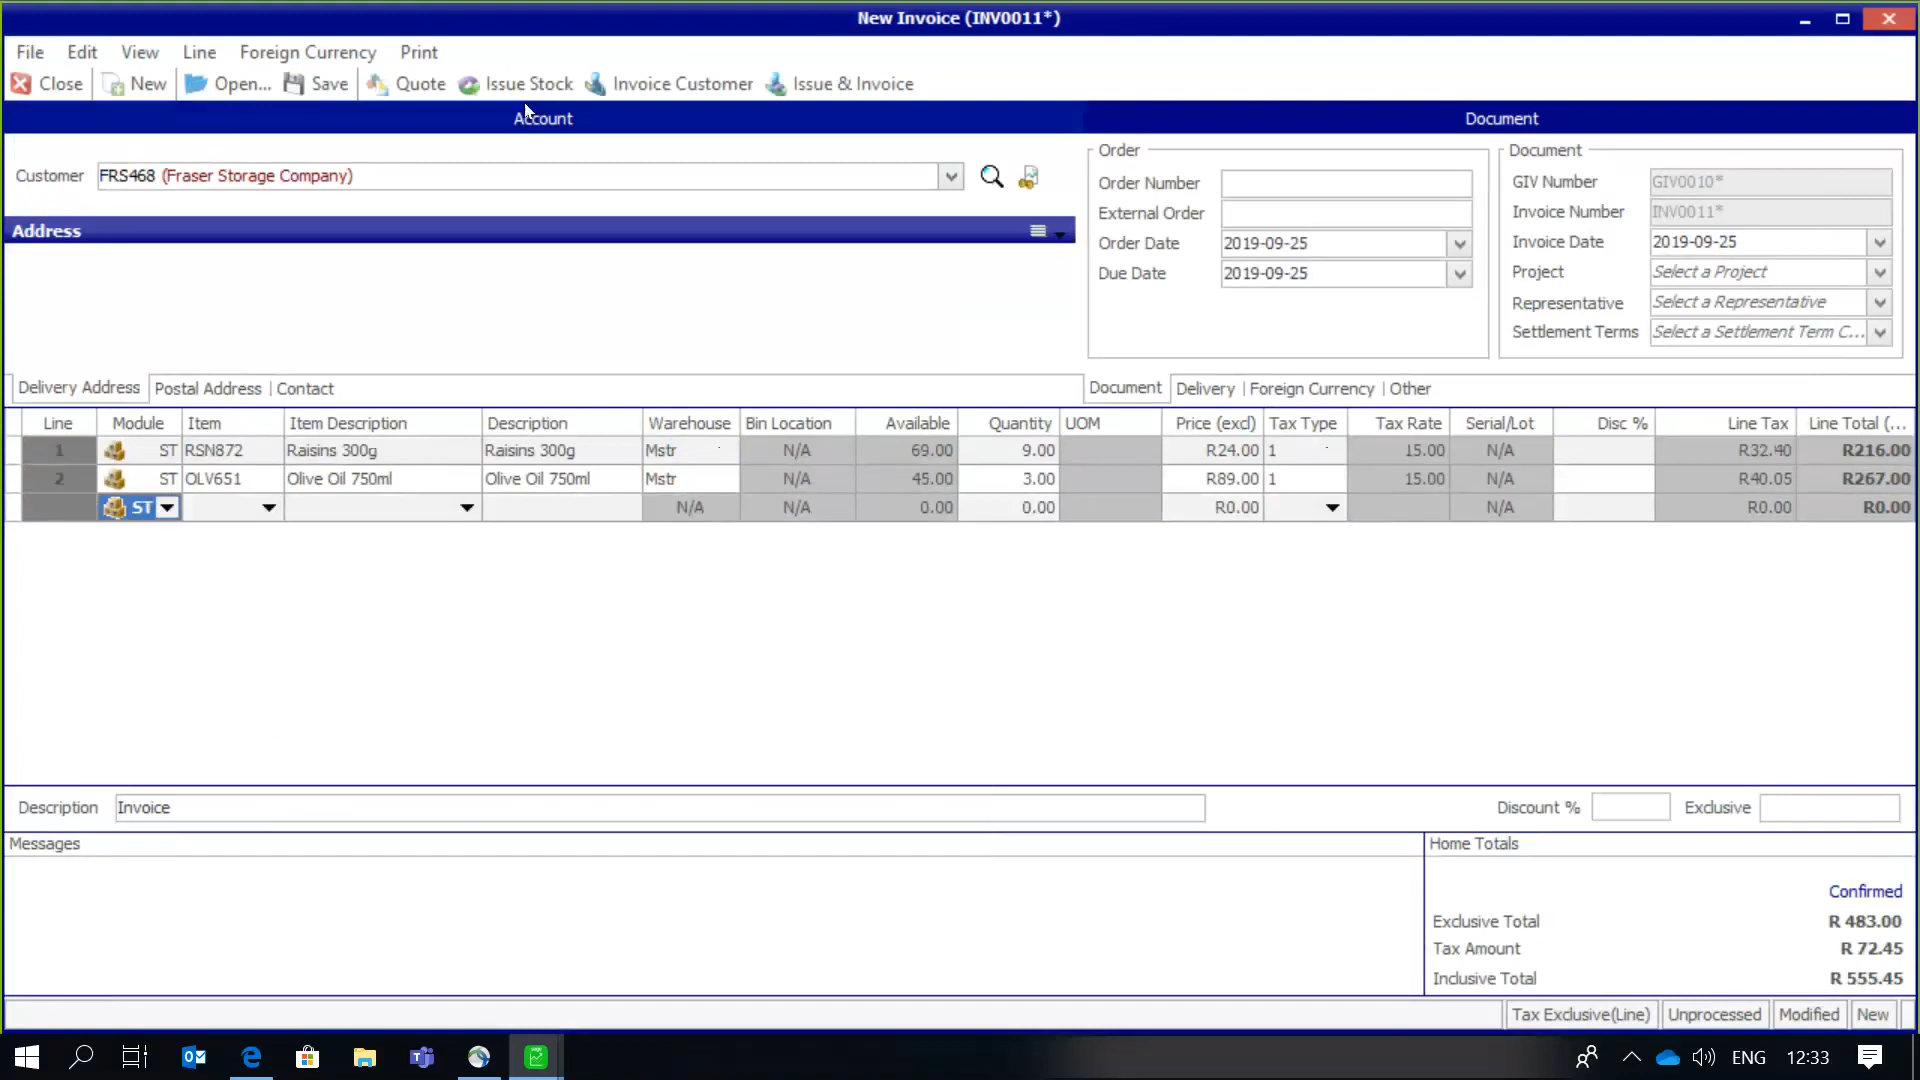 New Invoice (INV0011*)
File Edit View Line Foreign Currency Print
Close New Open... Save Quote Issue Stock Invoice Customer Issue & Invoice
Account Document
Customer FRS468 (Fraser Storage Company)
Address
Order
Order Number
External Order
Order Date 2019-09-25
Due Date 2019-09-25
Document
GIV Number GIV0010*
Invoice Number INV0011*
Invoice Date 2019-09-25
Project Select a Project
Representative Select a Representative
Settlement Terms Select a Settlement Term C...
Delivery Address Postal Address | Contact
Document Delivery | Foreign Currency | Other
Line Module Item Item Description Description Warehouse Bin Location Available Quantity UOM Price (excl) Tax Type Tax Rate Serial/Lot Disc % Line Tax Line Total (...
1 ST RSN872 Raisins 300g Raisins 300g Mstr N/A 69.00 9.00 R24.00 1 15.00 N/A R32.40 R216.00
2 ST OLV651 Olive Oil 750ml Olive Oil 750ml Mstr N/A 45.00 3.00 R89.00 1 15.00 N/A R40.05 R267.00
ST N/A N/A 0.00 0.00 R0.00 N/A R0.00 R0.00
Description Invoice Discount % Exclusive
Messages
Home Totals
Confirmed
Exclusive Total R 483.00
Tax Amount R 72.45
Inclusive Total R 555.45
Tax Exclusive(Line) Unprocessed Modified New
ENG 12:33